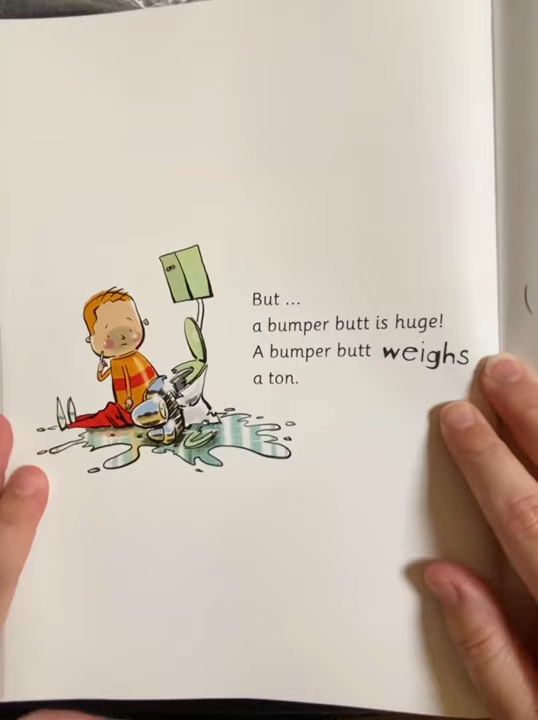 But ...
a bumper butt is huge!
A bumper butt weighs
a ton.